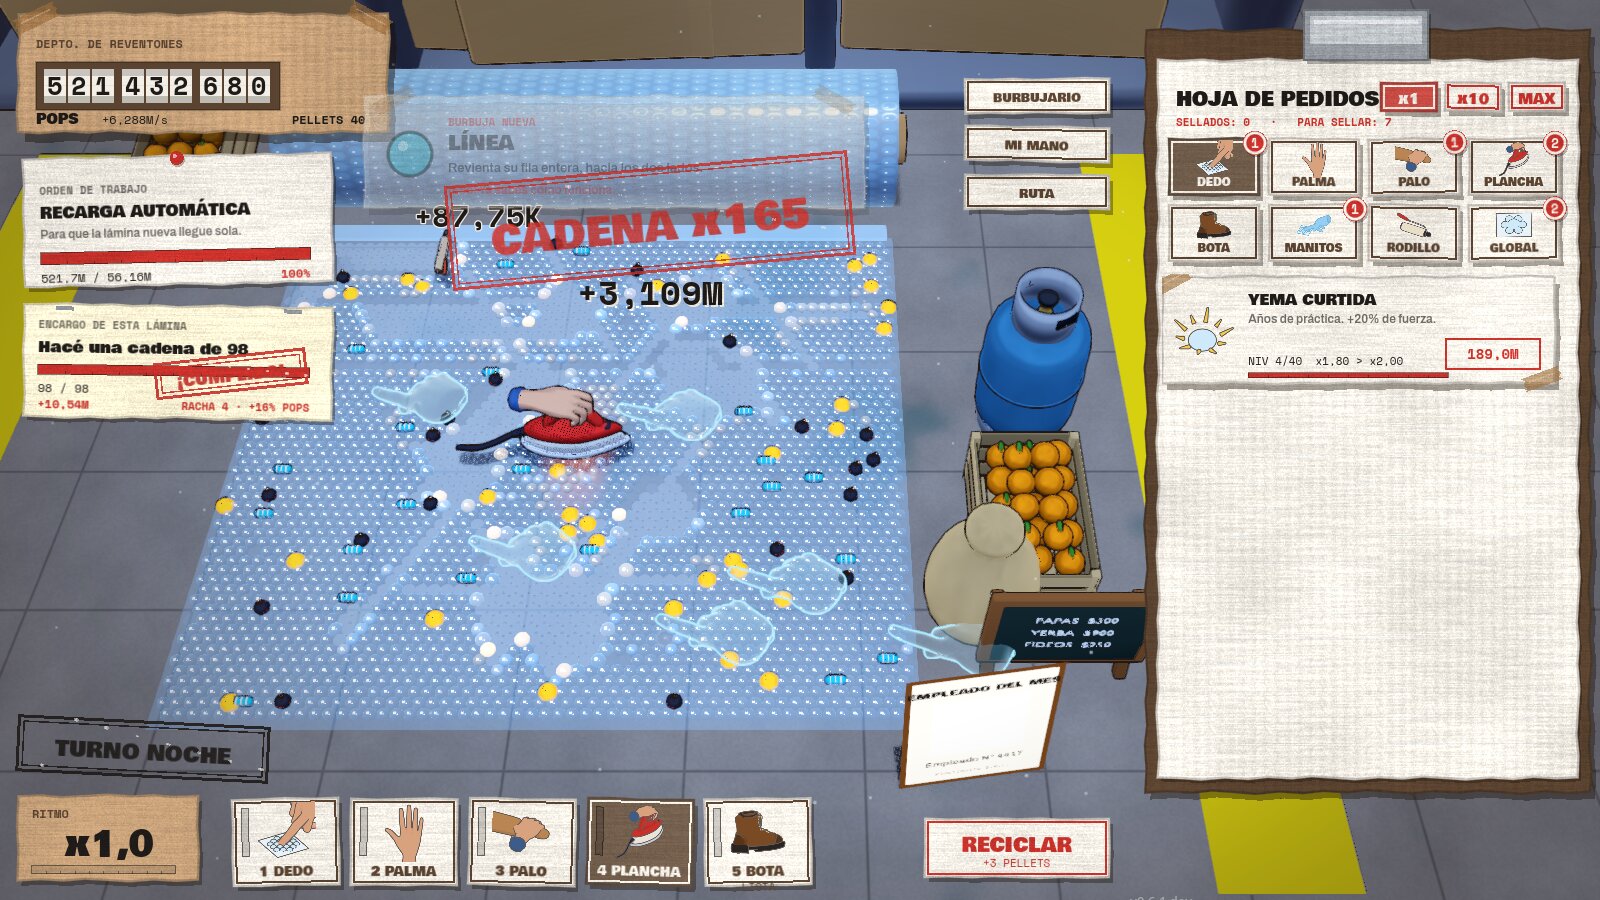 DEPTO. DE REVENTONES
521 432 680
POPS +6,288M/s PELLETS 40
ORDEN DE TRABAJO
RECARGA AUTOMÁTICA
Para que la lámina nueva llegue sola.
521.7M / 56,16M 100%
ENCARGO DE ESTA LÁMINA
Hacé una cadena de 98
98 / 98
+10,54M
RACHA 4 · +16% POPS
BURBUJA NUEVA
LÍNEA
Revienta su fila entera, hacia los dos lados.
+87,75K
CADENA x165
+3,109M
BURBUJARIO
MI MANO
RUTA
HOJA DE PEDIDOS
x1
x10
MAX
SELLADOS: 0 · PARA SELLAR: 7
DEDO 1
PALMA
PALO 1
PLANCHA 2
BOTA
MANITOS 1
RODILLO
GLOBAL 2
YEMA CURTIDA
Años de práctica. +20% de fuerza.
NIV 4/40 x1,80 > x2,00
189,0M
PAPAS $300
YERBA $900
FIDEOS $250
EMPLEADO DEL MES
TURNO NOCHE
RITMO
x1,0
1 DEDO
2 PALMA
3 PALO
4 PLANCHA
5 BOTA
RECICLAR
+3 PELLETS